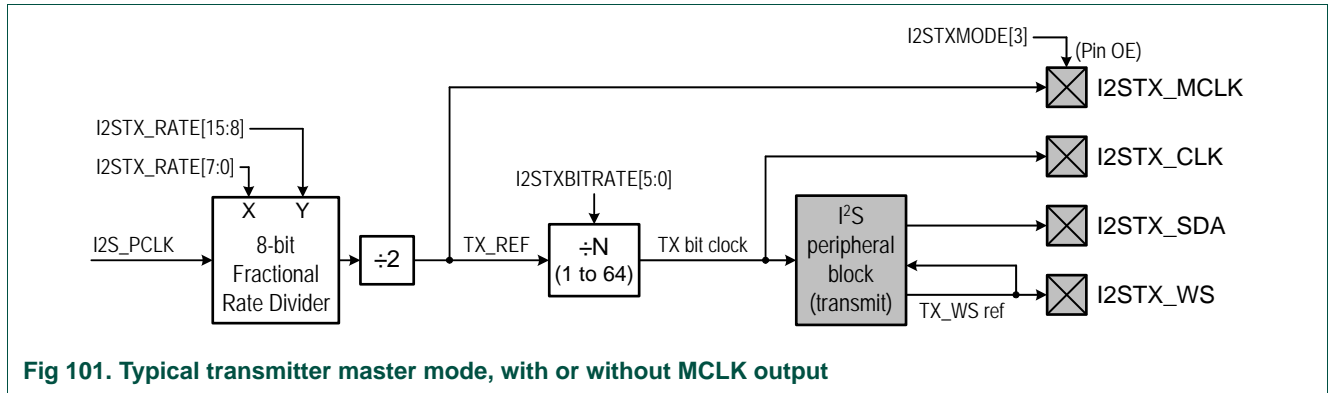 I2STXMODE[3]
(Pin OE)
I2STX_MCLK
I2STX_RATE[15:8]
I2STX_RATE[7:0]
I2STX_CLK
I2STXBITRATE[5:0]
X Y
I2S_PCLK
8-bit
Fractional
Rate Divider
÷2
TX_REF
÷N
(1 to 64)
TX bit clock
I²S
peripheral
block
(transmit)
I2STX_SDA
TX_WS ref
I2STX_WS
Fig 101. Typical transmitter master mode, with or without MCLK output